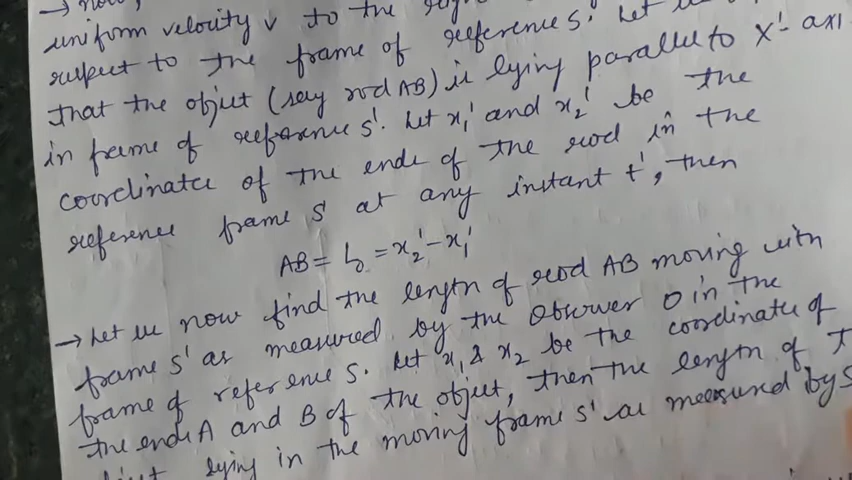 → now,
uniform velocity v to the right
respect to the frame of reference S. Let us
that the object (say rod AB) is lying parallel to X'- axi
in frame of reference S'. Let x₁' and x₂' be the
coordinates of the ends of the rod in the
reference frame S' at any instant t', then
AB = L₀ = x₂' - x₁'
→ Let us now find the length of rod AB moving with
frame S' as measured by the Observer O in the
frame of reference S. Let x₁ & x₂ be the coordinates of
the ends A and B of the object, then the length of
lying in the moving frame S' as measured by S